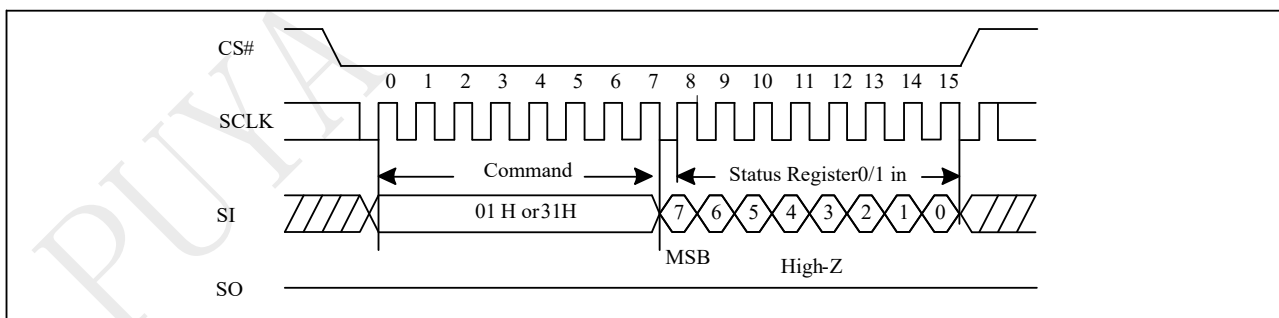 CS#
0 1 2 3 4 5 6 7 8 9 10 11 12 13 14 15
SCLK
Command
Status Register0/1 in
SI
01 H or31H
7 6 5 4 3 2 1 0
MSB
High-Z
SO
PUYA